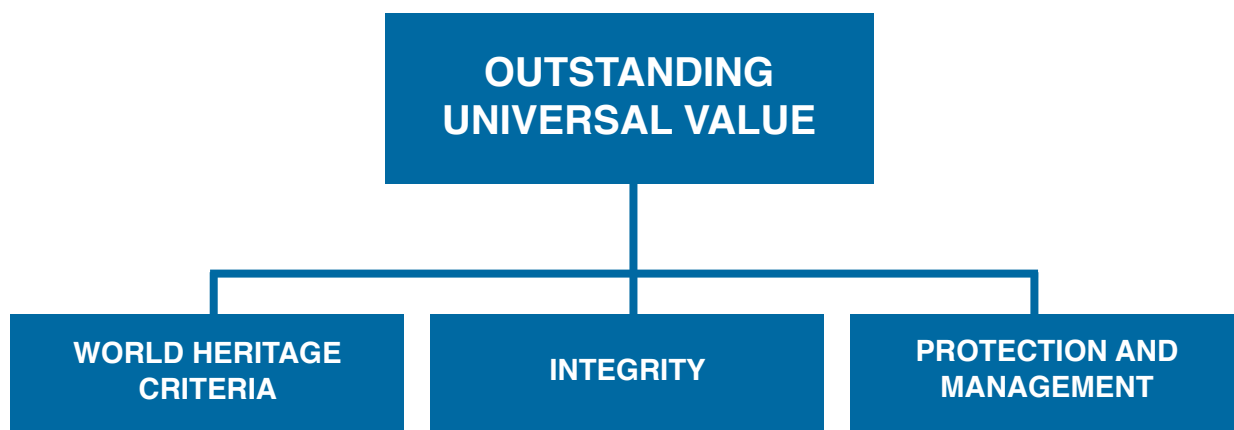 OUTSTANDING
UNIVERSAL VALUE
WORLD HERITAGE
CRITERIA
INTEGRITY
PROTECTION AND
MANAGEMENT